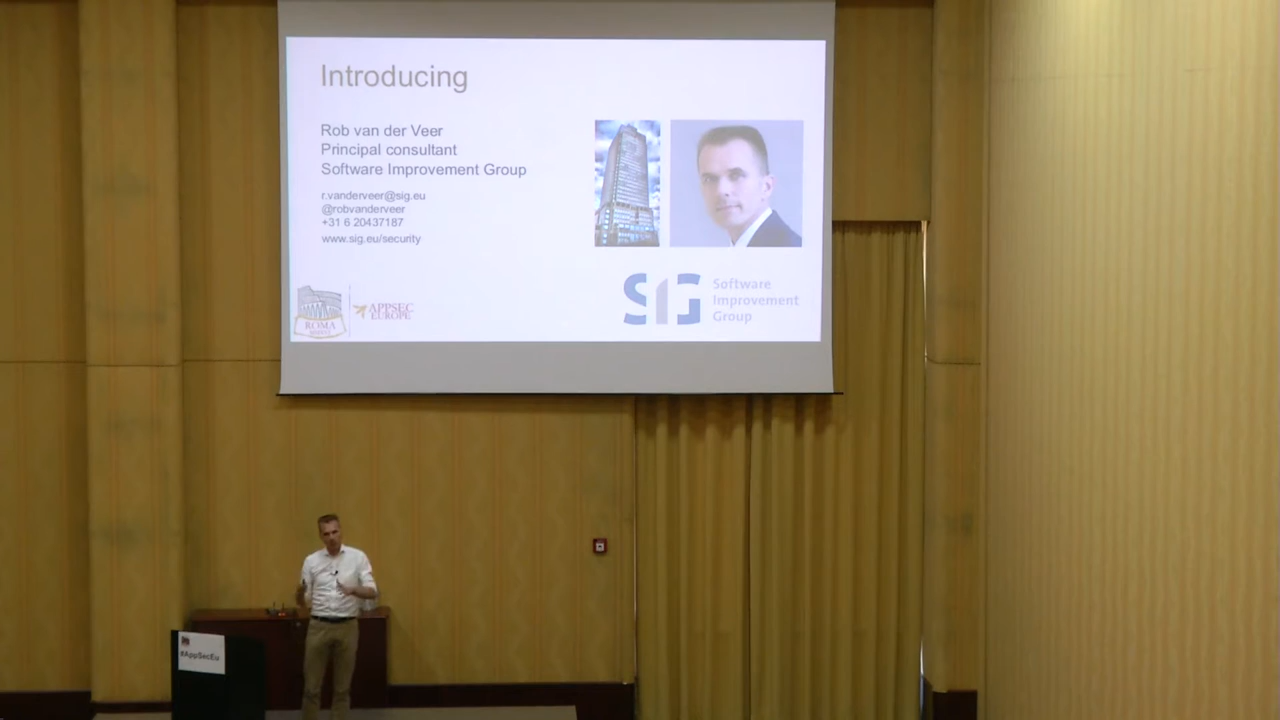 Introducing
Rob van der Veer
Principal consultant
Software Improvement Group
r.vanderveer@sig.eu
@robvanderveer
+31 6 20437187
www.sig.eu/security
ROMA
APPSEC
EUROPE
SIG
Software
Improvement
Group
#AppSecEu